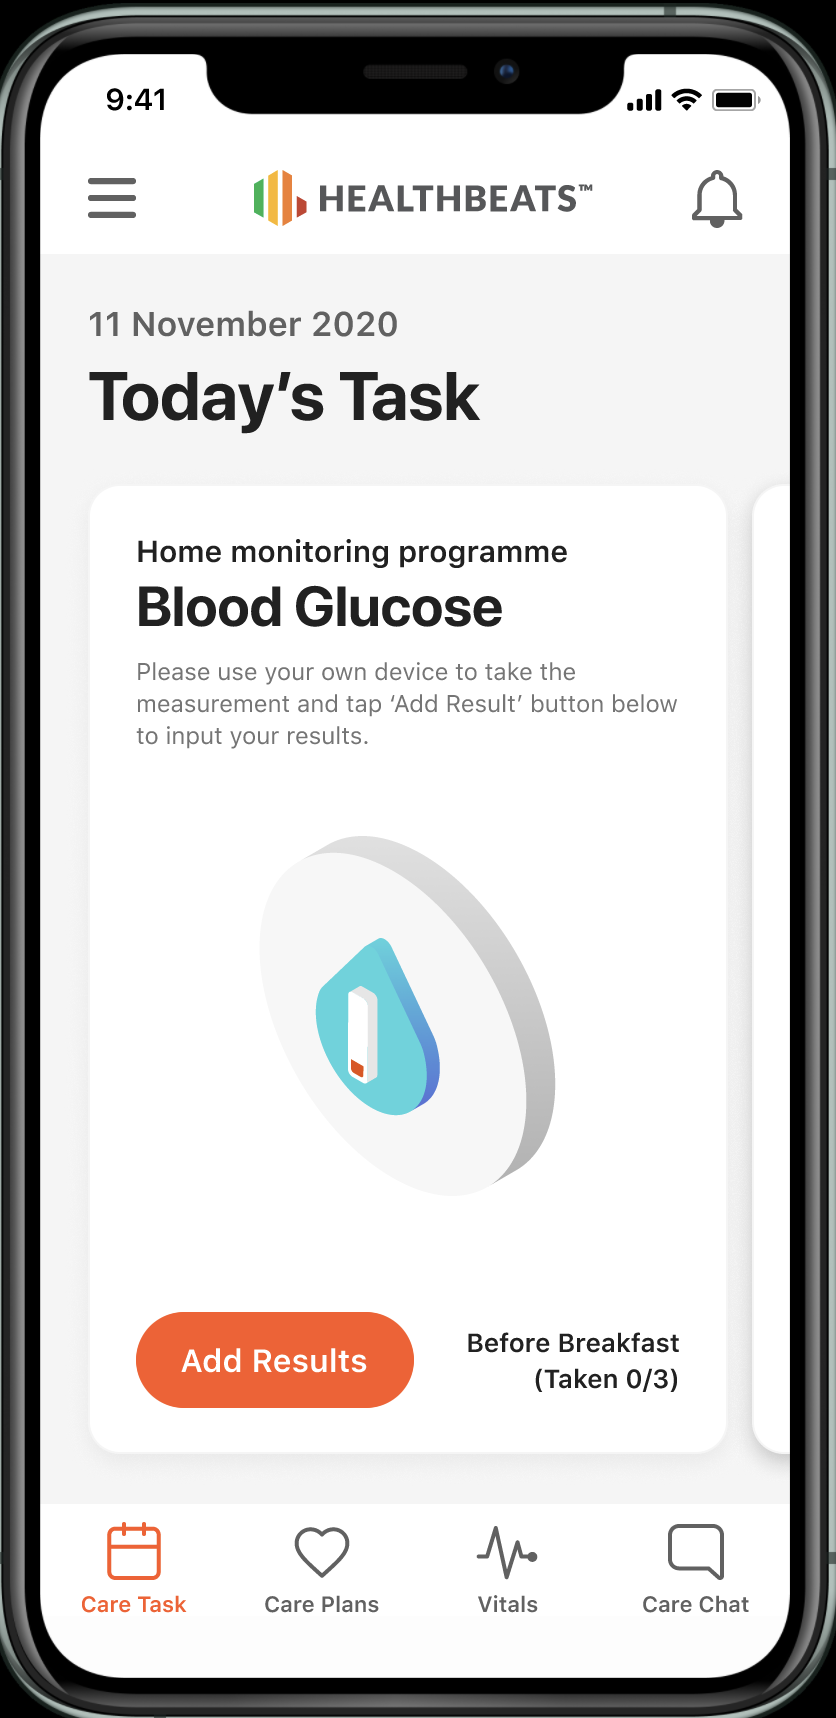 9:41
HEALTHBEATS™
11 November 2020
Today’s Task
Home monitoring programme
Blood Glucose
Please use your own device to take the
measurement and tap ‘Add Result’ button below
to input your results.
Add Results
Before Breakfast
(Taken 0/3)
Care Task
Care Plans
Vitals
Care Chat